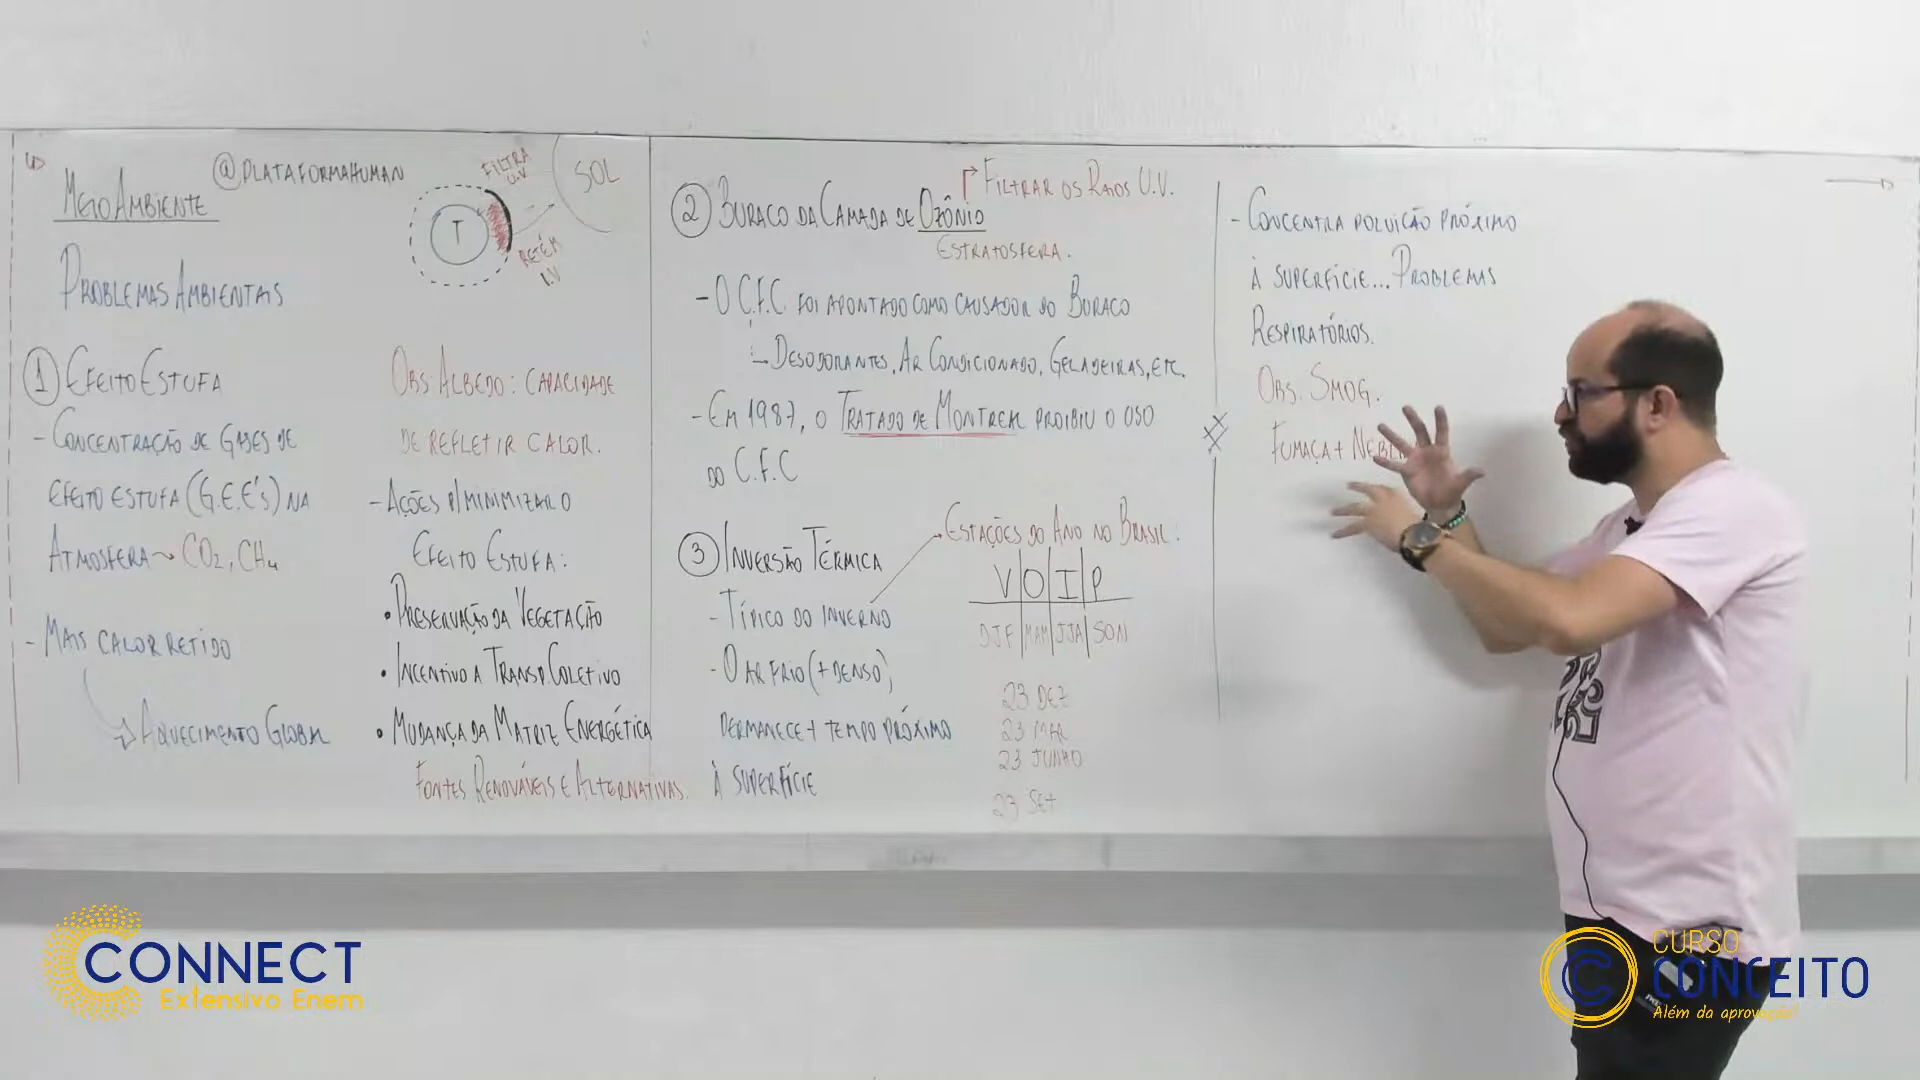 @PLATAFORMAHUMAN
MEIO AMBIENTE
PROBLEMAS AMBIENTAIS
FILTRA
U.V
SOL
T
RETÉM
I.V
① EFEITO ESTUFA
- CONCENTRAÇÃO DE GASES DE
EFEITO ESTUFA (G.E.E's) NA
ATMOSFERA → CO2, CH4
- MAIS CALOR RETIDO
→ AQUECIMENTO GLOBAL
OBS: ALBEDO: CAPACIDADE
DE REFLETIR CALOR.
- AÇÕES P/ MINIMIZAR O
EFEITO ESTUFA:
• PRESERVAÇÃO DA VEGETAÇÃO
• INCENTIVO A TRANSP. COLETIVO
• MUDANÇA DA MATRIZ ENERGÉTICA
FONTES RENOVÁVEIS E ALTERNATIVAS.
② BURACO DA CAMADA DE OZÔNIO
FILTRAR OS RAIOS U.V.
ESTRATOSFERA.
- O C.F.C. FOI APONTADO COMO CAUSADOR DO BURACO
DESODORANTES, AR CONDICIONADO, GELADEIRAS, ETC.
- EM 1987, O TRATADO DE MONTREAL PROIBIU O USO
DO C.F.C
③ INVERSÃO TÉRMICA
- TÍPICO DO INVERNO
- O AR FRIO (+ DENSO),
PERMANECE + TEMPO PRÓXIMO
À SUPERFÍCIE
ESTAÇÕES DO ANO NO BRASIL:
V|O|I|P
DJF|MAM|JJA|SON
23 DEZ
23 MAR
23 JUNHO
23 SET
- CONCENTRA POLUIÇÃO PRÓXIMO
À SUPERFÍCIE... PROBLEMAS
RESPIRATÓRIOS.
OBS. SMOG.
FUMAÇA +
CONNECT
Extensivo Enem
CURSO
CONCEITO
Além da aprovação!